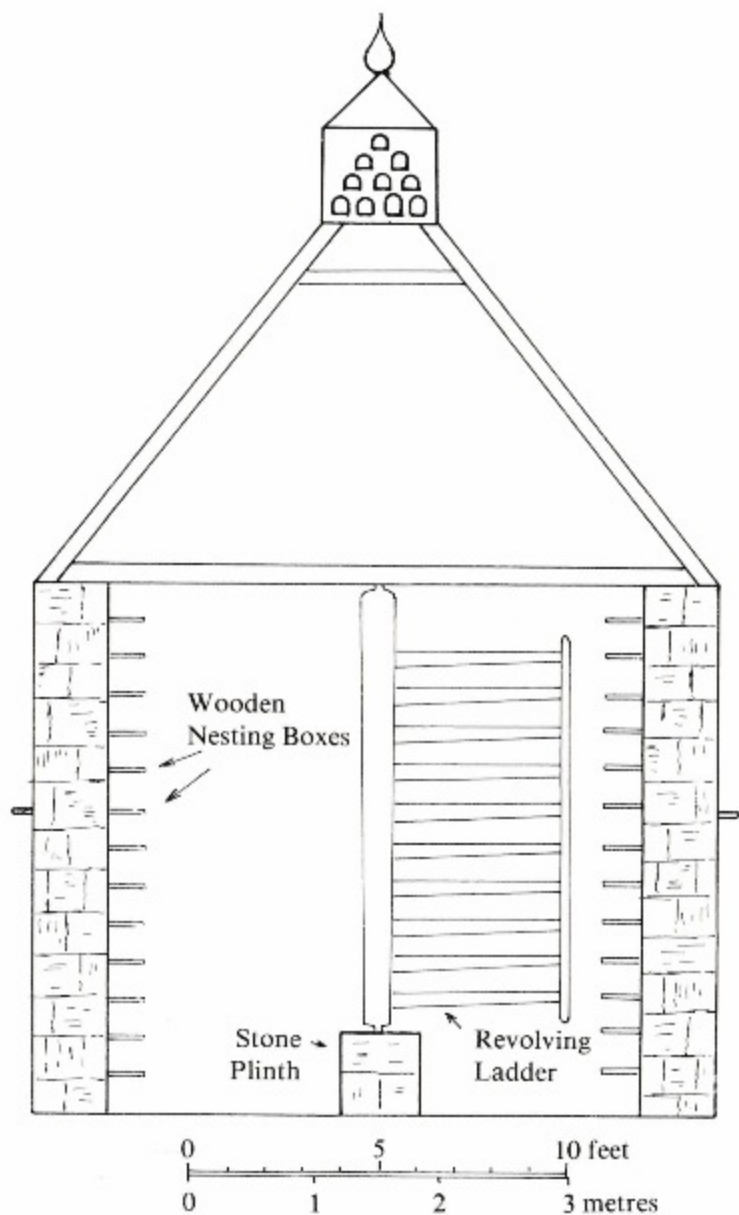 Wooden
Nesting Boxes
Stone
Plinth
Revolving
Ladder
0 5 10 feet
0 1 2 3 metres